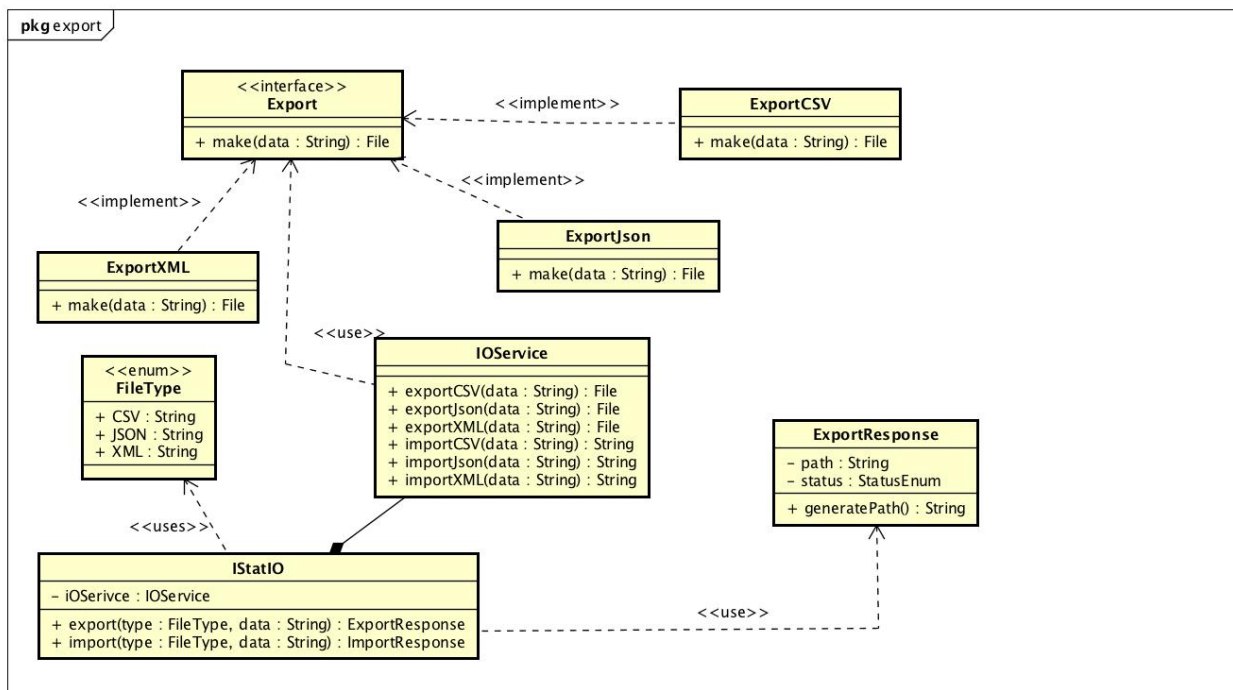 pkg export
<<interface>>
Export
+ make(data : String) : File
<<implement>>
ExportCSV
+ make(data : String) : File
<<implement>>
<<implement>>
ExportJson
+ make(data : String) : File
ExportXML
+ make(data : String) : File
<<use>>
IOService
+ exportCSV(data : String) : File
+ exportJson(data : String) : File
+ exportXML(data : String) : File
+ importCSV(data : String) : String
+ importJson(data : String) : String
+ importXML(data : String) : String
<<enum>>
FileType
+ CSV : String
+ JSON : String
+ XML : String
ExportResponse
- path : String
- status : StatusEnum
+ generatePath() : String
<<uses>>
IStatIO
- iOSerivce : IOService
+ export(type : FileType, data : String) : ExportResponse
+ import(type : FileType, data : String) : ImportResponse
<<use>>